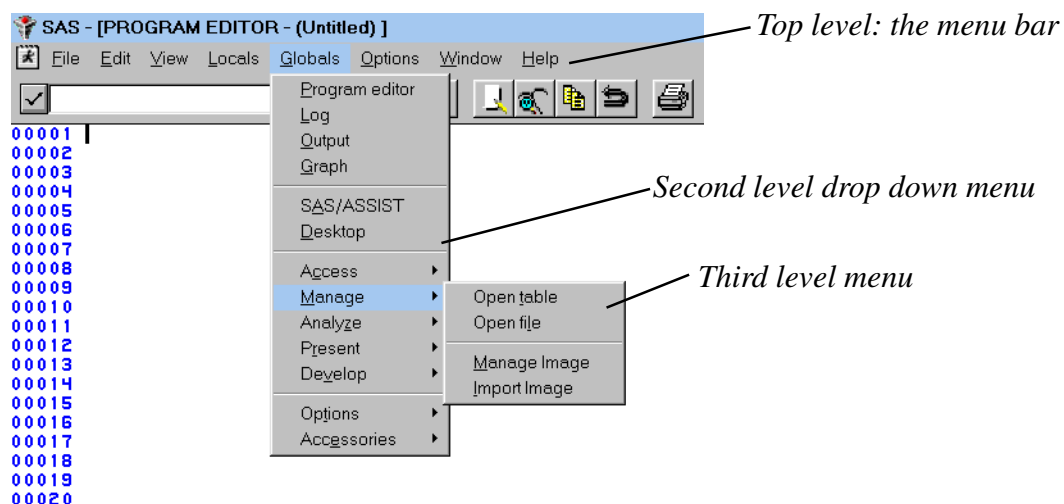 SAS - [PROGRAM EDITOR - (Untitled) ]
Top level: the menu bar
File Edit View Locals Globals Options Window Help
Program editor
Log
Output
Graph
SAS/ASSIST
Desktop
Second level drop down menu
Access
Manage
Analyze
Present
Develop
Options
Accessories
Third level menu
Open table
Open file
Manage Image
Import Image
00001
00002
00003
00004
00005
00006
00007
00008
00009
00010
00011
00012
00013
00014
00015
00016
00017
00018
00019
00020